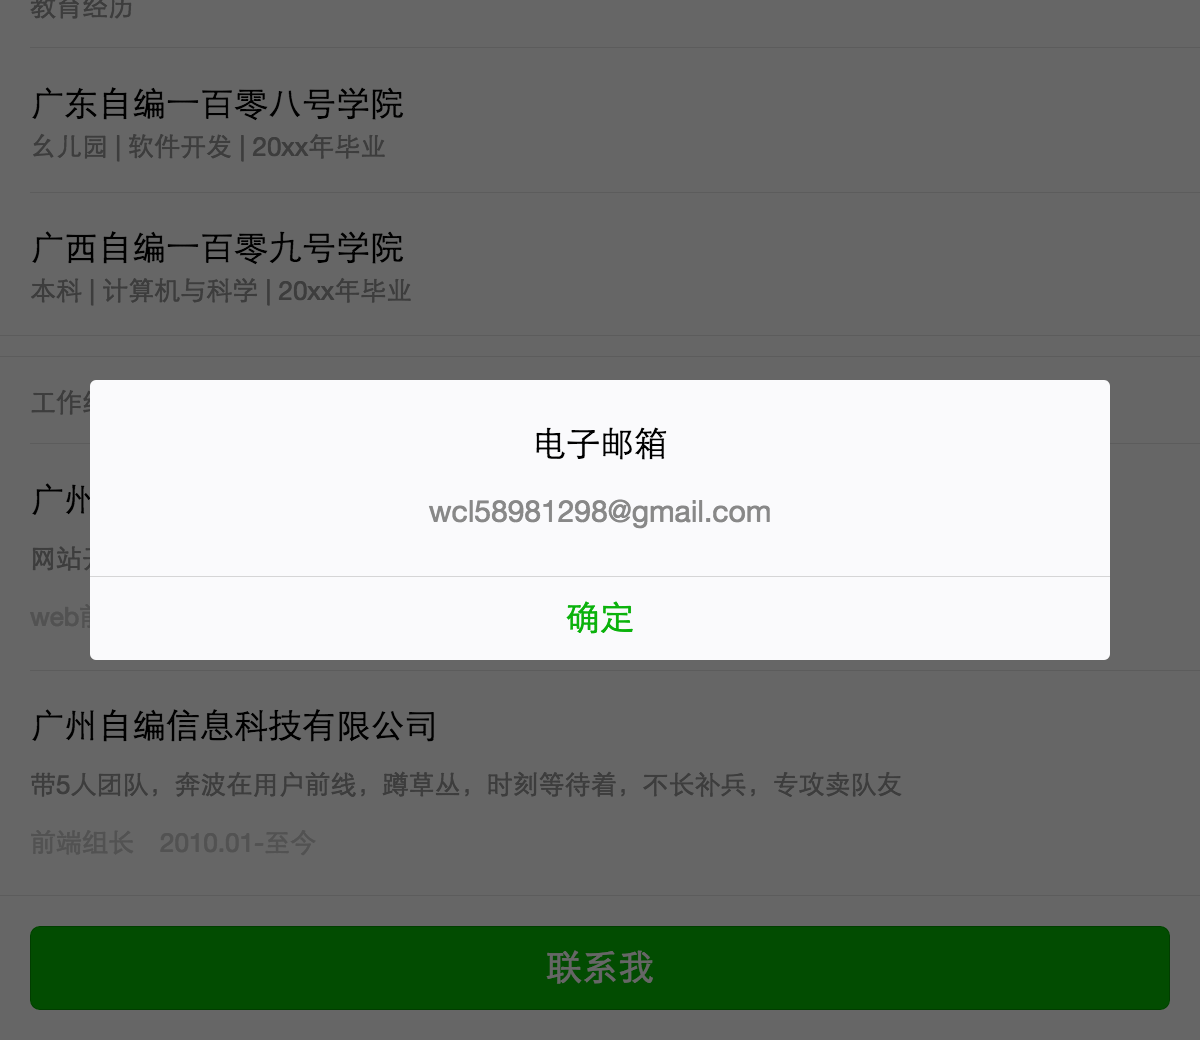 教育经历
广东自编一百零八号学院
幺儿园 | 软件开发 | 20xx年毕业
广西自编一百零九号学院
本科 | 计算机与科学 | 20xx年毕业
工作
电子邮箱
广州
wcl58981298@gmail.com
网站
web前
确定
广州自编信息科技有限公司
带5人团队，奔波在用户前线，蹲草丛，时刻等待着，不长补兵，专攻卖队友
前端组长 2010.01-至今
联系我